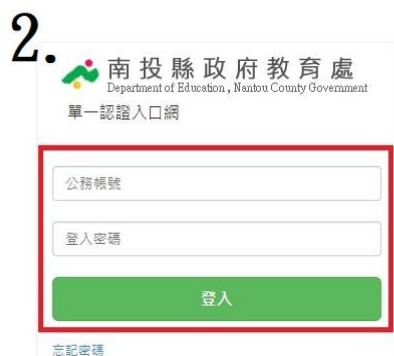 2.
南投縣政府教育處
Department of Education , Nantou County Government
單一認證入口網
公務帳號
登入密碼
登入
忘記密碼